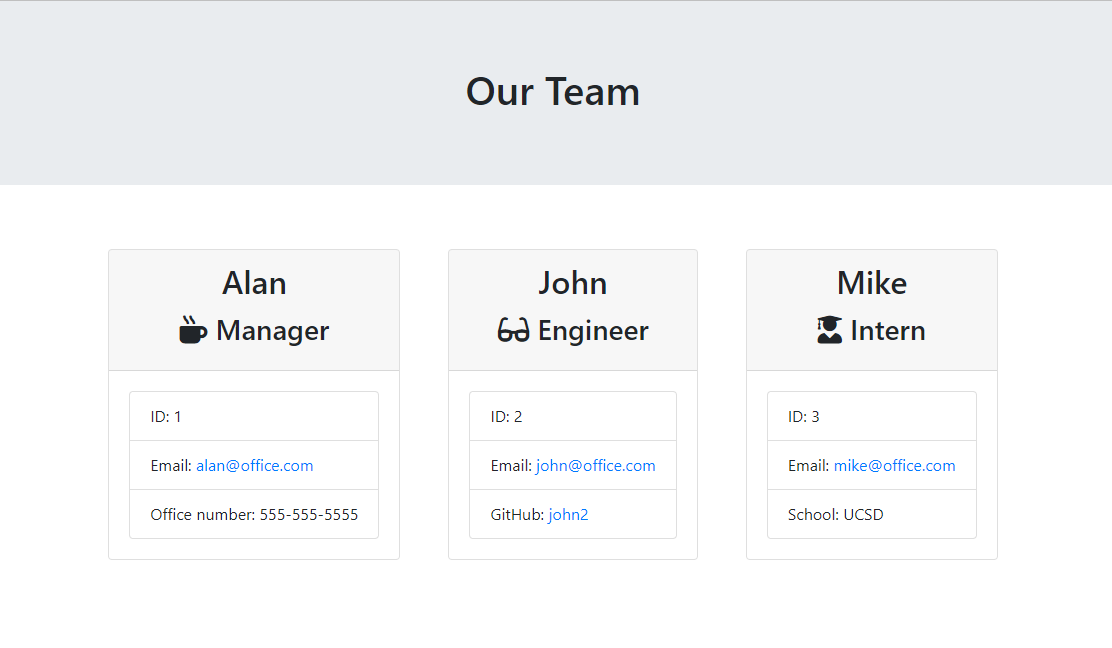 Our Team
Alan
Manager
ID: 1
Email: alan@office.com
Office number: 555-555-5555
John
Engineer
ID: 2
Email: john@office.com
GitHub: john2
Mike
Intern
ID: 3
Email: mike@office.com
School: UCSD